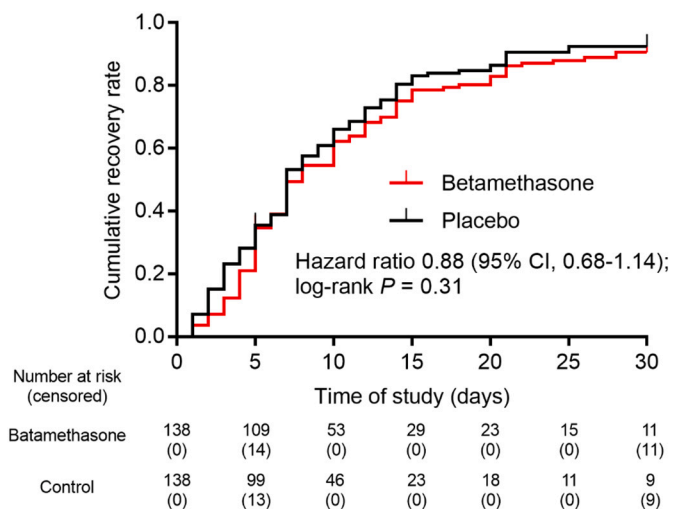 Cumulative recovery rate
1.0
0.8
0.6
0.4
0.2
0.0
Betamethasone
Placebo
Hazard ratio 0.88 (95% CI, 0.68-1.14);
log-rank P = 0.31
0 5 10 15 20 25 30
Time of study (days)
Number at risk
(censored)
Batamethasone 138 109 53 29 23 15 11
(0) (14) (0) (0) (0) (0) (11)
Control 138 99 46 23 18 11 9
(0) (13) (0) (0) (0) (0) (9)